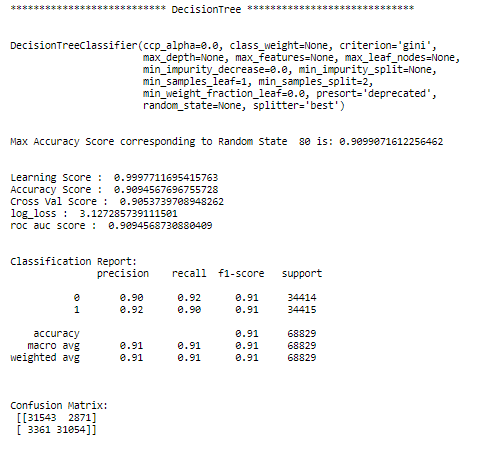 *************************** DecisionTree *****************************
DecisionTreeClassifier(ccp_alpha=0.0, class_weight=None, criterion='gini',
max_depth=None, max_features=None, max_leaf_nodes=None,
min_impurity_decrease=0.0, min_impurity_split=None,
min_samples_leaf=1, min_samples_split=2,
min_weight_fraction_leaf=0.0, presort='deprecated',
random_state=None, splitter='best')
Max Accuracy Score corresponding to Random State  80 is: 0.9099071612256462
Learning Score :  0.9997711695415763
Accuracy Score :  0.9094567696755728
Cross Val Score :  0.9053739708948262
log_loss :  3.127285739111501
roc auc score :  0.9094568730880409
Classification Report:
precision    recall  f1-score   support
0       0.90      0.92      0.91     34414
1       0.92      0.90      0.91     34415
accuracy                           0.91     68829
macro avg       0.91      0.91      0.91     68829
weighted avg       0.91      0.91      0.91     68829
Confusion Matrix:
[[31543  2871]
[ 3361 31054]]